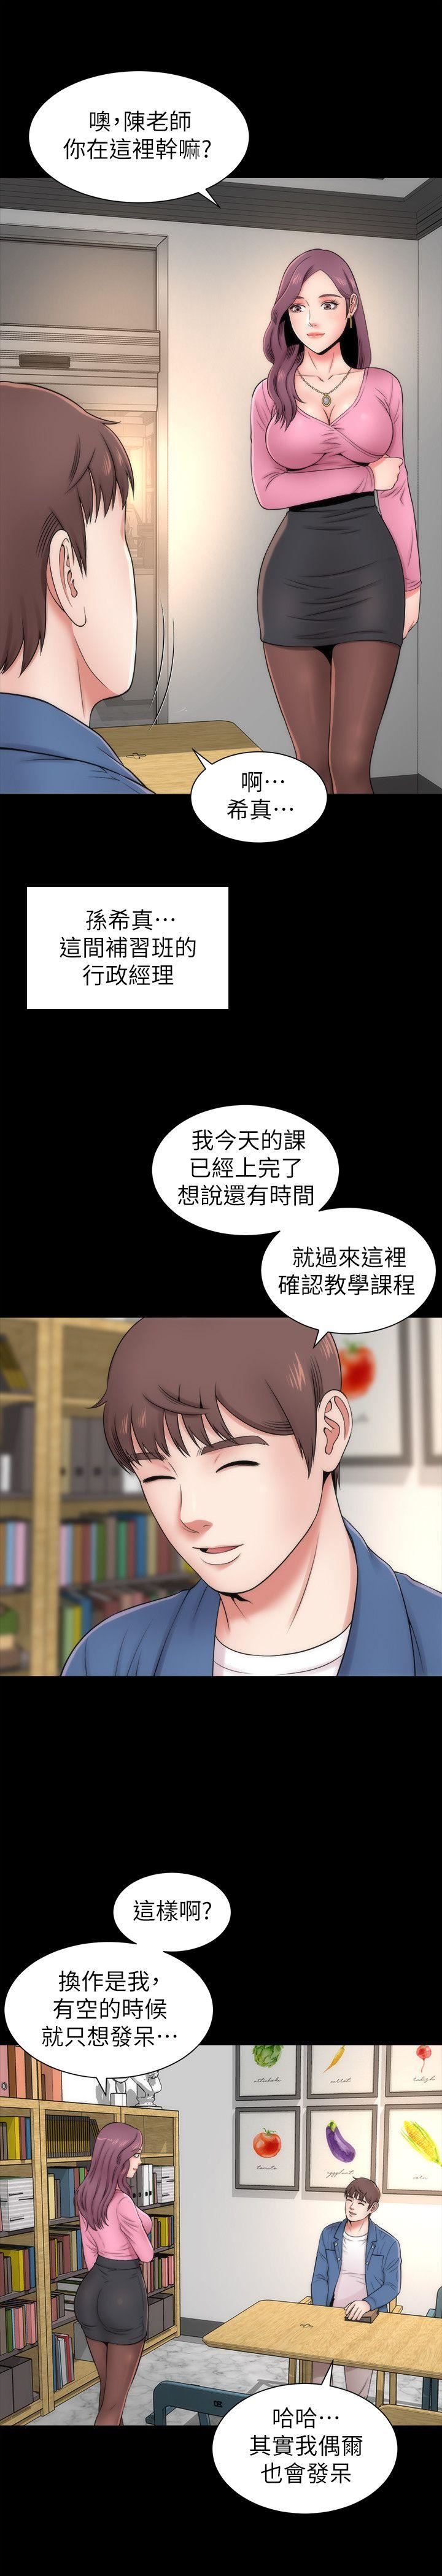 噢，陳老師
你在這裡幹嘛?
啊…
希真…
孫希真…
這間補習班的
行政經理
我今天的課
已經上完了
想說還有時間
就過來這裡
確認教學課程
這樣啊?
換作是我，
有空的時候
就只想發呆…
tomato
eggplant
哈哈…
其實我偶爾
也會發呆